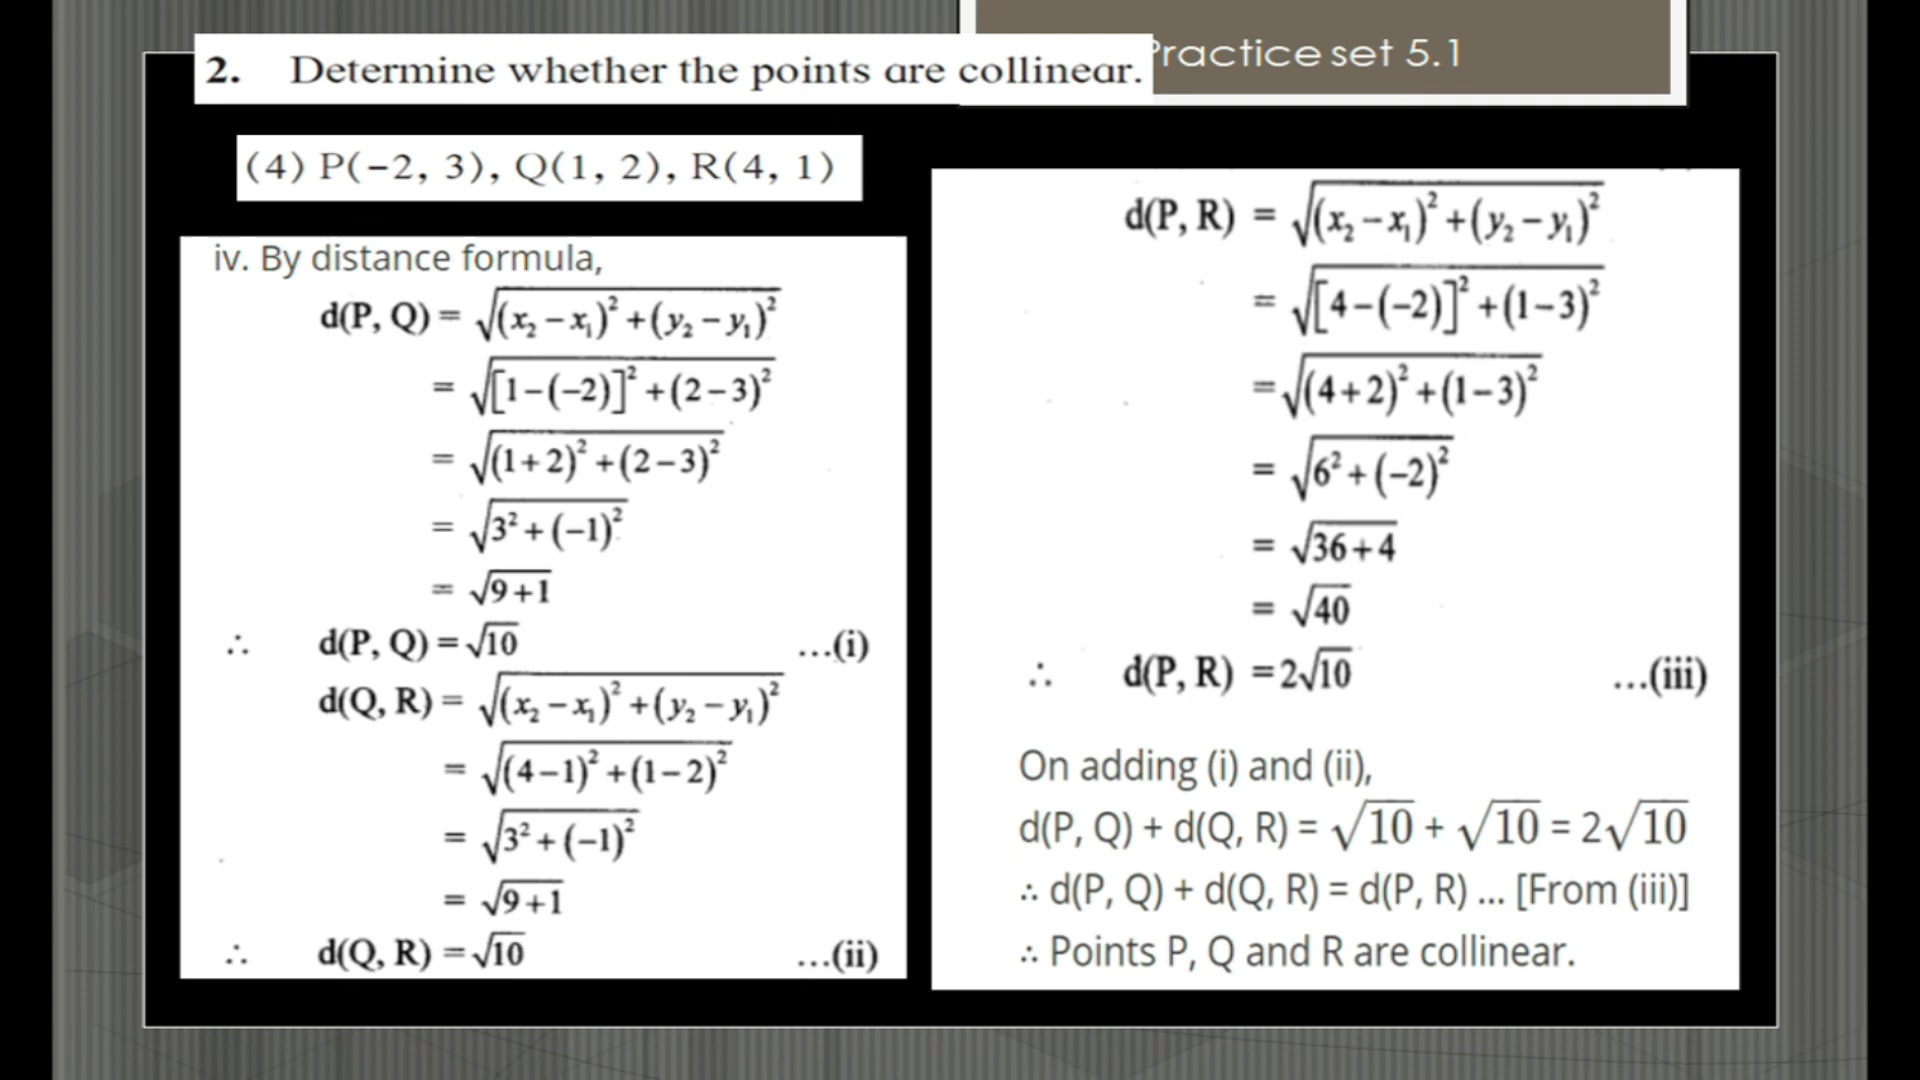 Practice set 5.1
2. Determine whether the points are collinear.
(4) P(−2, 3), Q(1, 2), R(4, 1)
iv. By distance formula,
d(P, Q) = √((x₂ − x₁)² + (y₂ − y₁)²)
= √([1−(−2)]² + (2−3)²)
= √((1+2)² + (2−3)²)
= √(3² + (−1)²)
= √(9+1)
∴ d(P, Q) = √10 ...(i)
d(Q, R) = √((x₂ − x₁)² + (y₂ − y₁)²)
= √((4−1)² + (1−2)²)
= √(3² + (−1)²)
= √(9+1)
∴ d(Q, R) = √10 ...(ii)
d(P, R) = √((x₂ − x₁)² + (y₂ − y₁)²)
= √([4−(−2)]² + (1−3)²)
= √((4+2)² + (1−3)²)
= √(6² + (−2)²)
= √(36+4)
= √40
∴ d(P, R) = 2√10 ...(iii)
On adding (i) and (ii),
d(P, Q) + d(Q, R) = √10 + √10 = 2√10
∴ d(P, Q) + d(Q, R) = d(P, R) ... [From (iii)]
∴ Points P, Q and R are collinear.